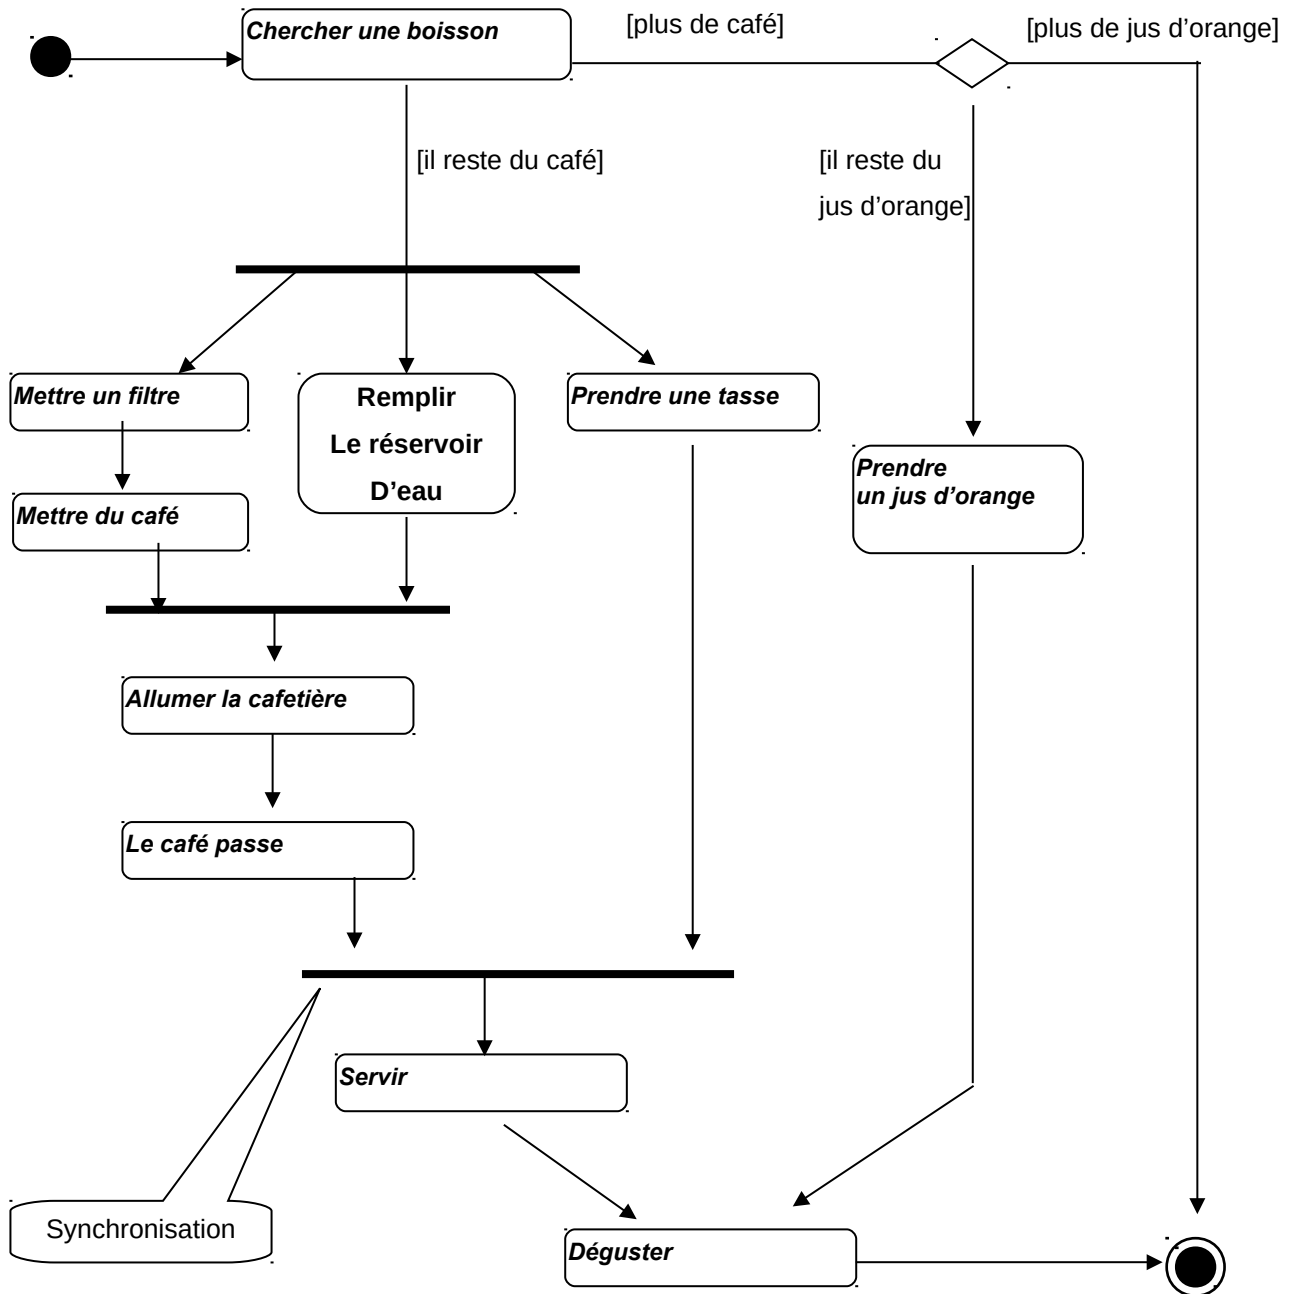 Chercher une boisson
[plus de café]
[plus de jus d’orange]
[il reste du café]
[il reste du
jus d’orange]
Mettre un filtre
Remplir
Le réservoir
D’eau
Prendre une tasse
Mettre du café
Prendre
un jus d’orange
Allumer la cafetière
Le café passe
Servir
Synchronisation
Déguster